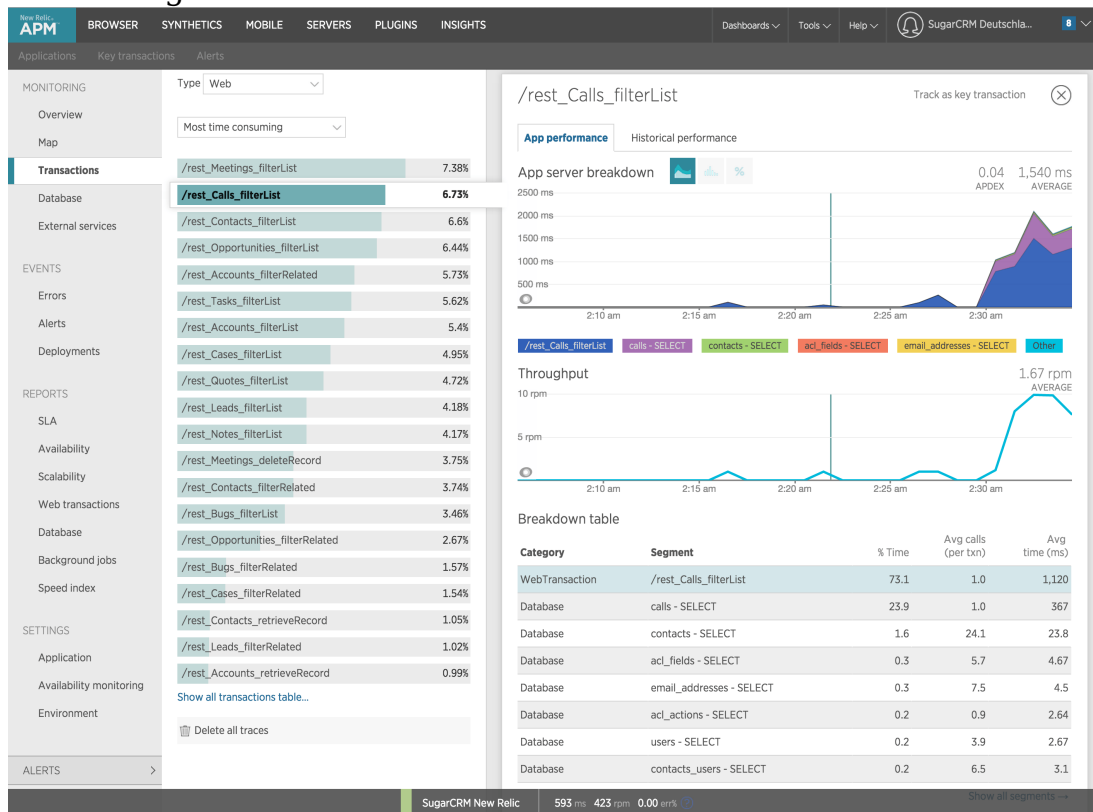 New Relic.
APM BROWSER SYNTHETICS MOBILE SERVERS PLUGINS INSIGHTS Dashboards Tools Help SugarCRM Deutschla... 8
Applications Key transactions Alerts
MONITORING
Overview
Map
Transactions
Database
External services
EVENTS
Errors
Alerts
Deployments
REPORTS
SLA
Availability
Scalability
Web transactions
Database
Background jobs
Speed index
SETTINGS
Application
Availability monitoring
Environment
ALERTS >
Type Web
Most time consuming
/rest_Meetings_filterList 7.38%
/rest_Calls_filterList 6.73%
/rest_Contacts_filterList 6.6%
/rest_Opportunities_filterList 6.44%
/rest_Accounts_filterRelated 5.73%
/rest_Tasks_filterList 5.62%
/rest_Accounts_filterList 5.4%
/rest_Cases_filterList 4.95%
/rest_Quotes_filterList 4.72%
/rest_Leads_filterList 4.18%
/rest_Notes_filterList 4.17%
/rest_Meetings_deleteRecord 3.75%
/rest_Contacts_filterRelated 3.74%
/rest_Bugs_filterList 3.46%
/rest_Opportunities_filterRelated 2.67%
/rest_Bugs_filterRelated 1.57%
/rest_Cases_filterRelated 1.54%
/rest_Contacts_retrieveRecord 1.05%
/rest_Leads_filterRelated 1.02%
/rest_Accounts_retrieveRecord 0.99%
Show all transactions table...
Delete all traces
/rest_Calls_filterList Track as key transaction
App performance Historical performance
App server breakdown % 0.04 1,540 ms
APDEX AVERAGE
2500 ms
2000 ms
1500 ms
1000 ms
500 ms
2:10 am 2:15 am 2:20 am 2:25 am 2:30 am
/rest_Calls_filterList calls - SELECT contacts - SELECT acl_fields - SELECT email_addresses - SELECT Other
Throughput 1.67 rpm
AVERAGE
10 rpm
5 rpm
2:10 am 2:15 am 2:20 am 2:25 am 2:30 am
Breakdown table
Category Segment % Time Avg calls (per txn) Avg time (ms)
WebTransaction /rest_Calls_filterList 73.1 1.0 1,120
Database calls - SELECT 23.9 1.0 367
Database contacts - SELECT 1.6 24.1 23.8
Database acl_fields - SELECT 0.3 5.7 4.67
Database email_addresses - SELECT 0.3 7.5 4.5
Database acl_actions - SELECT 0.2 0.9 2.64
Database users - SELECT 0.2 3.9 2.67
Database contacts_users - SELECT 0.2 6.5 3.1
Show all segments →
SugarCRM New Relic 593 ms 423 rpm 0.00 err%